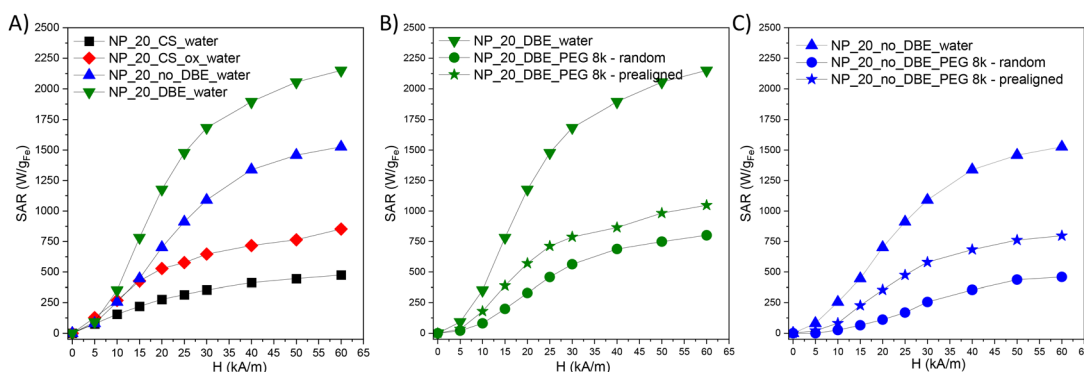 A)
2500
2250
2000
1750
1500
1250
1000
750
500
250
0
SAR (W/gFe)
NP_20_CS_water
NP_20_CS_ox_water
NP_20_no_DBE_water
NP_20_DBE_water
0 5 10 15 20 25 30 35 40 45 50 55 60 65
H (kA/m)
B)
2500
2250
2000
1750
1500
1250
1000
750
500
250
0
SAR (W/gFe)
NP_20_DBE_water
NP_20_DBE_PEG 8k - random
NP_20_DBE_PEG 8k - prealigned
0 5 10 15 20 25 30 35 40 45 50 55 60 65
H (kA/m)
C)
2500
2250
2000
1750
1500
1250
1000
750
500
250
0
SAR (W/gFe)
NP_20_no_DBE_water
NP_20_no_DBE_PEG 8k - random
NP_20_no_DBE_PEG 8k - prealigned
0 5 10 15 20 25 30 35 40 45 50 55 60 65
H (kA/m)